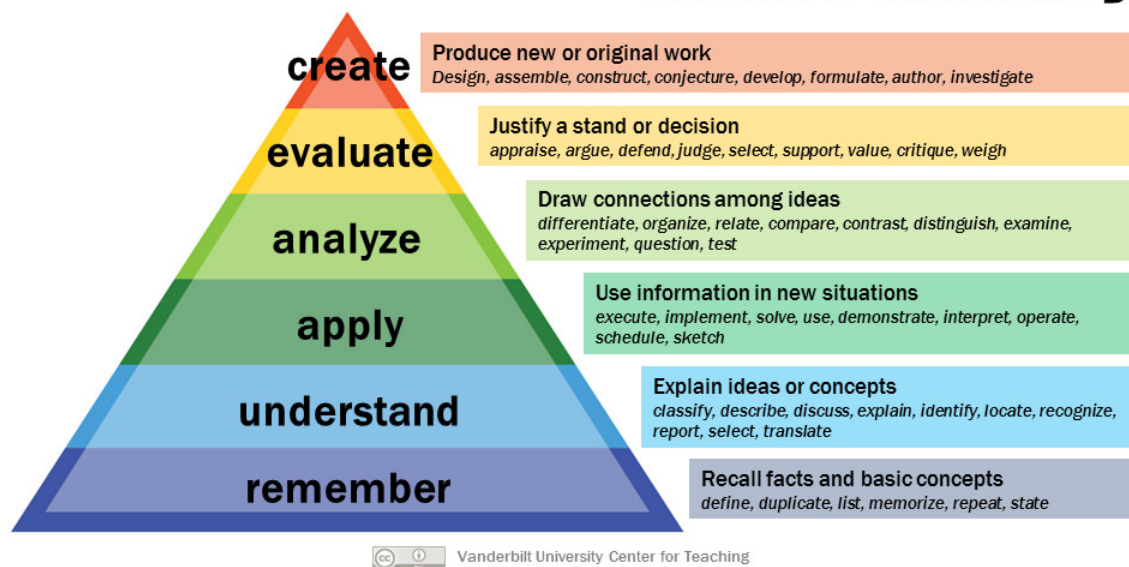 create
Produce new or original work
Design, assemble, construct, conjecture, develop, formulate, author, investigate
evaluate
Justify a stand or decision
appraise, argue, defend, judge, select, support, value, critique, weigh
analyze
Draw connections among ideas
differentiate, organize, relate, compare, contrast, distinguish, examine,
experiment, question, test
apply
Use information in new situations
execute, implement, solve, use, demonstrate, interpret, operate,
schedule, sketch
understand
Explain ideas or concepts
classify, describe, discuss, explain, identify, locate, recognize,
report, select, translate
remember
Recall facts and basic concepts
define, duplicate, list, memorize, repeat, state
cc
Vanderbilt University Center for Teaching